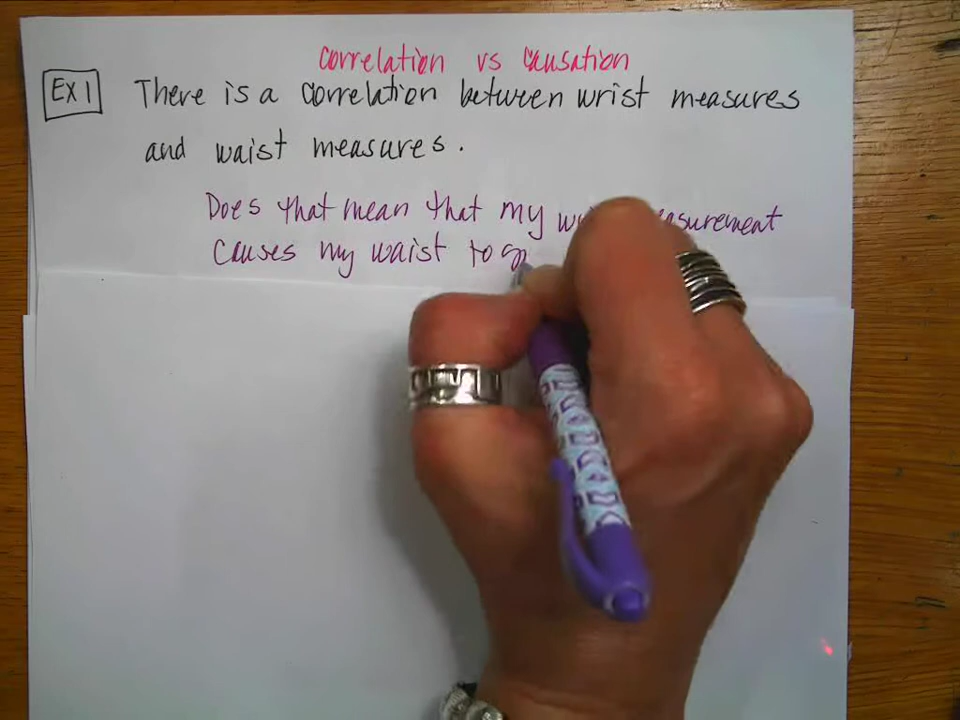 Correlation vs Causation
EX 1 There is a correlation between wrist measures
and waist measures.
Does that mean that my measurement
causes my waist to